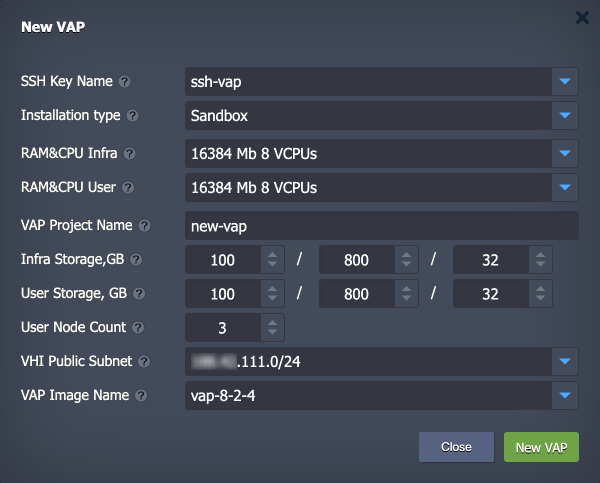 New VAP
SSH Key Name ? ssh-vap
Installation type ? Sandbox
RAM&CPU Infra ? 16384 Mb 8 VCPUs
RAM&CPU User ? 16384 Mb 8 VCPUs
VAP Project Name ? new-vap
Infra Storage,GB ? 100 / 800 / 32
User Storage, GB ? 100 / 800 / 32
User Node Count ? 3
VHI Public Subnet ? .111.0/24
VAP Image Name ? vap-8-2-4
Close New VAP